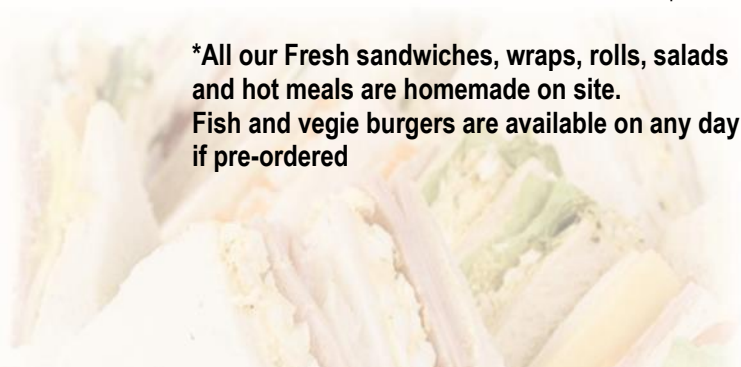 *All our Fresh sandwiches, wraps, rolls, salads
and hot meals are homemade on site.
Fish and vegie burgers are available on any day
if pre-ordered